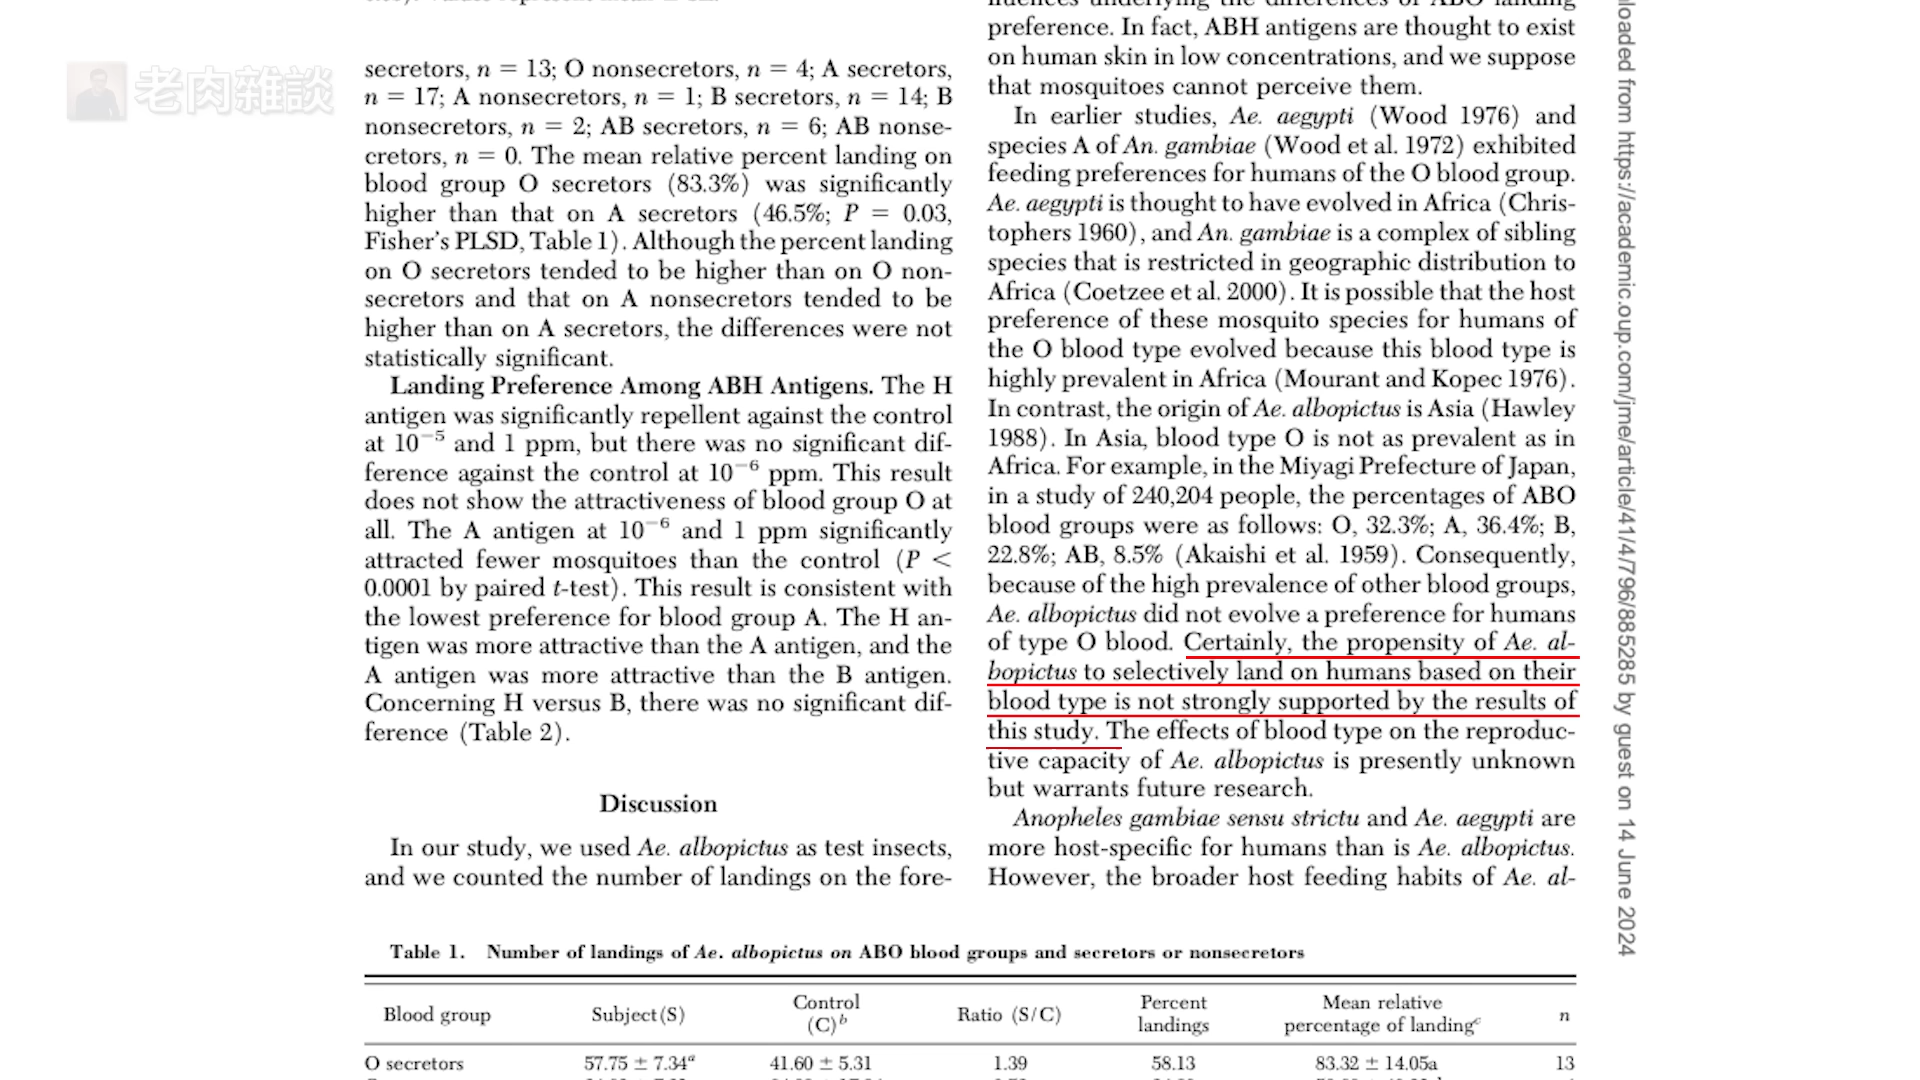 老肉雜談
secretors, n = 13; O nonsecretors, n = 4; A secretors,
n = 17; A nonsecretors, n = 1; B secretors, n = 14; B
nonsecretors, n = 2; AB secretors, n = 6; AB nonse-
cretors, n = 0. The mean relative percent landing on
blood group O secretors (83.3%) was significantly
higher than that on A secretors (46.5%; P = 0.03,
Fisher's PLSD, Table 1). Although the percent landing
on O secretors tended to be higher than on O non-
secretors and that on A nonsecretors tended to be
higher than on A secretors, the differences were not
statistically significant.
Landing Preference Among ABH Antigens. The H
antigen was significantly repellent against the control
at 10⁻⁵ and 1 ppm, but there was no significant dif-
ference against the control at 10⁻⁶ ppm. This result
does not show the attractiveness of blood group O at
all. The A antigen at 10⁻⁶ and 1 ppm significantly
attracted fewer mosquitoes than the control (P <
0.0001 by paired t-test). This result is consistent with
the lowest preference for blood group A. The H an-
tigen was more attractive than the A antigen, and the
A antigen was more attractive than the B antigen.
Concerning H versus B, there was no significant dif-
ference (Table 2).
Discussion
In our study, we used Ae. albopictus as test insects,
and we counted the number of landings on the fore-
preference. In fact, ABH antigens are thought to exist
on human skin in low concentrations, and we suppose
that mosquitoes cannot perceive them.
In earlier studies, Ae. aegypti (Wood 1976) and
species A of An. gambiae (Wood et al. 1972) exhibited
feeding preferences for humans of the O blood group.
Ae. aegypti is thought to have evolved in Africa (Chris-
tophers 1960), and An. gambiae is a complex of sibling
species that is restricted in geographic distribution to
Africa (Coetzee et al. 2000). It is possible that the host
preference of these mosquito species for humans of
the O blood type evolved because this blood type is
highly prevalent in Africa (Mourant and Kopec 1976).
In contrast, the origin of Ae. albopictus is Asia (Hawley
1988). In Asia, blood type O is not as prevalent as in
Africa. For example, in the Miyagi Prefecture of Japan,
in a study of 240,204 people, the percentages of ABO
blood groups were as follows: O, 32.3%; A, 36.4%; B,
22.8%; AB, 8.5% (Akaishi et al. 1959). Consequently,
because of the high prevalence of other blood groups,
Ae. albopictus did not evolve a preference for humans
of type O blood. Certainly, the propensity of Ae. al-
bopictus to selectively land on humans based on their
blood type is not strongly supported by the results of
this study. The effects of blood type on the reproduc-
tive capacity of Ae. albopictus is presently unknown
but warrants future research.
Anopheles gambiae sensu strictu and Ae. aegypti are
more host-specific for humans than is Ae. albopictus.
However, the broader host feeding habits of Ae. al-
Table 1. Number of landings of Ae. albopictus on ABO blood groups and secretors or nonsecretors
Blood group Subject (S) Control (C)ᵇ Ratio (S/C) Percent landings Mean relative percentage of landingᶜ n
O secretors 57.75 ± 7.34ᵃ 41.60 ± 5.31 1.39 58.13 83.32 ± 14.05a 13
loaded from https://academic.oup.com/jme/article/41/4/796/885285 by guest on 14 June 2024